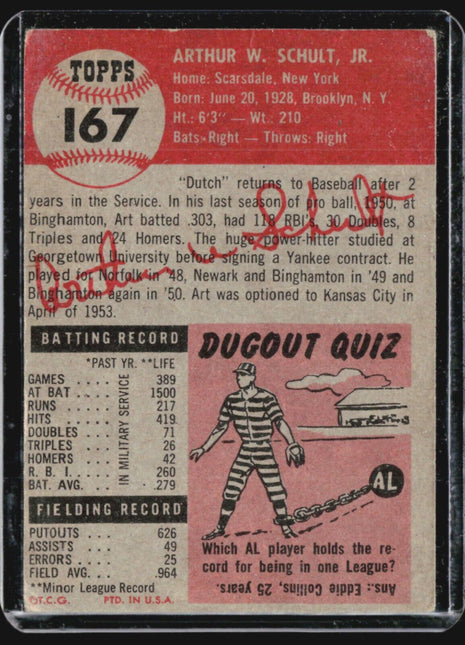 TOPPS
167
ARTHUR W. SCHULT, JR.
Home: Scarsdale, New York
Born: June 20, 1928, Brooklyn, N. Y.
Ht.: 6'3" — Wt.: 210
Bats: Right — Throws: Right
"Dutch" returns to Baseball after 2
years in the Service. In his last season of pro ball, 1950, at
Binghamton, Art batted .303, had 118 RBI's, 30 Doubles, 8
Triples and 24 Homers. The huge power-hitter studied at
Georgetown University before signing a Yankee contract. He
played for Norfolk in '48, Newark and Binghamton in '49 and
Binghamton again in '50. Art was optioned to Kansas City in
April of 1953.
Arthur W Schult
BATTING RECORD
*PAST YR. **LIFE
GAMES .... 389
AT BAT .... 1500
RUNS .... 217
HITS .... 419
DOUBLES .... 71
TRIPLES .... 26
HOMERS .... 42
R. B. I. .... 260
BAT. AVG. ... .279
IN MILITARY SERVICE
FIELDING RECORD
PUTOUTS .... 626
ASSISTS .... 49
ERRORS .... 25
FIELD AVG. ... .964
**Minor League Record
©T.C.G. PTD. IN U.S.A.
DUGOUT QUIZ
AL
Which AL player holds the re-
cord for being in one League?
Ans.: Eddie Collins, 25 years.